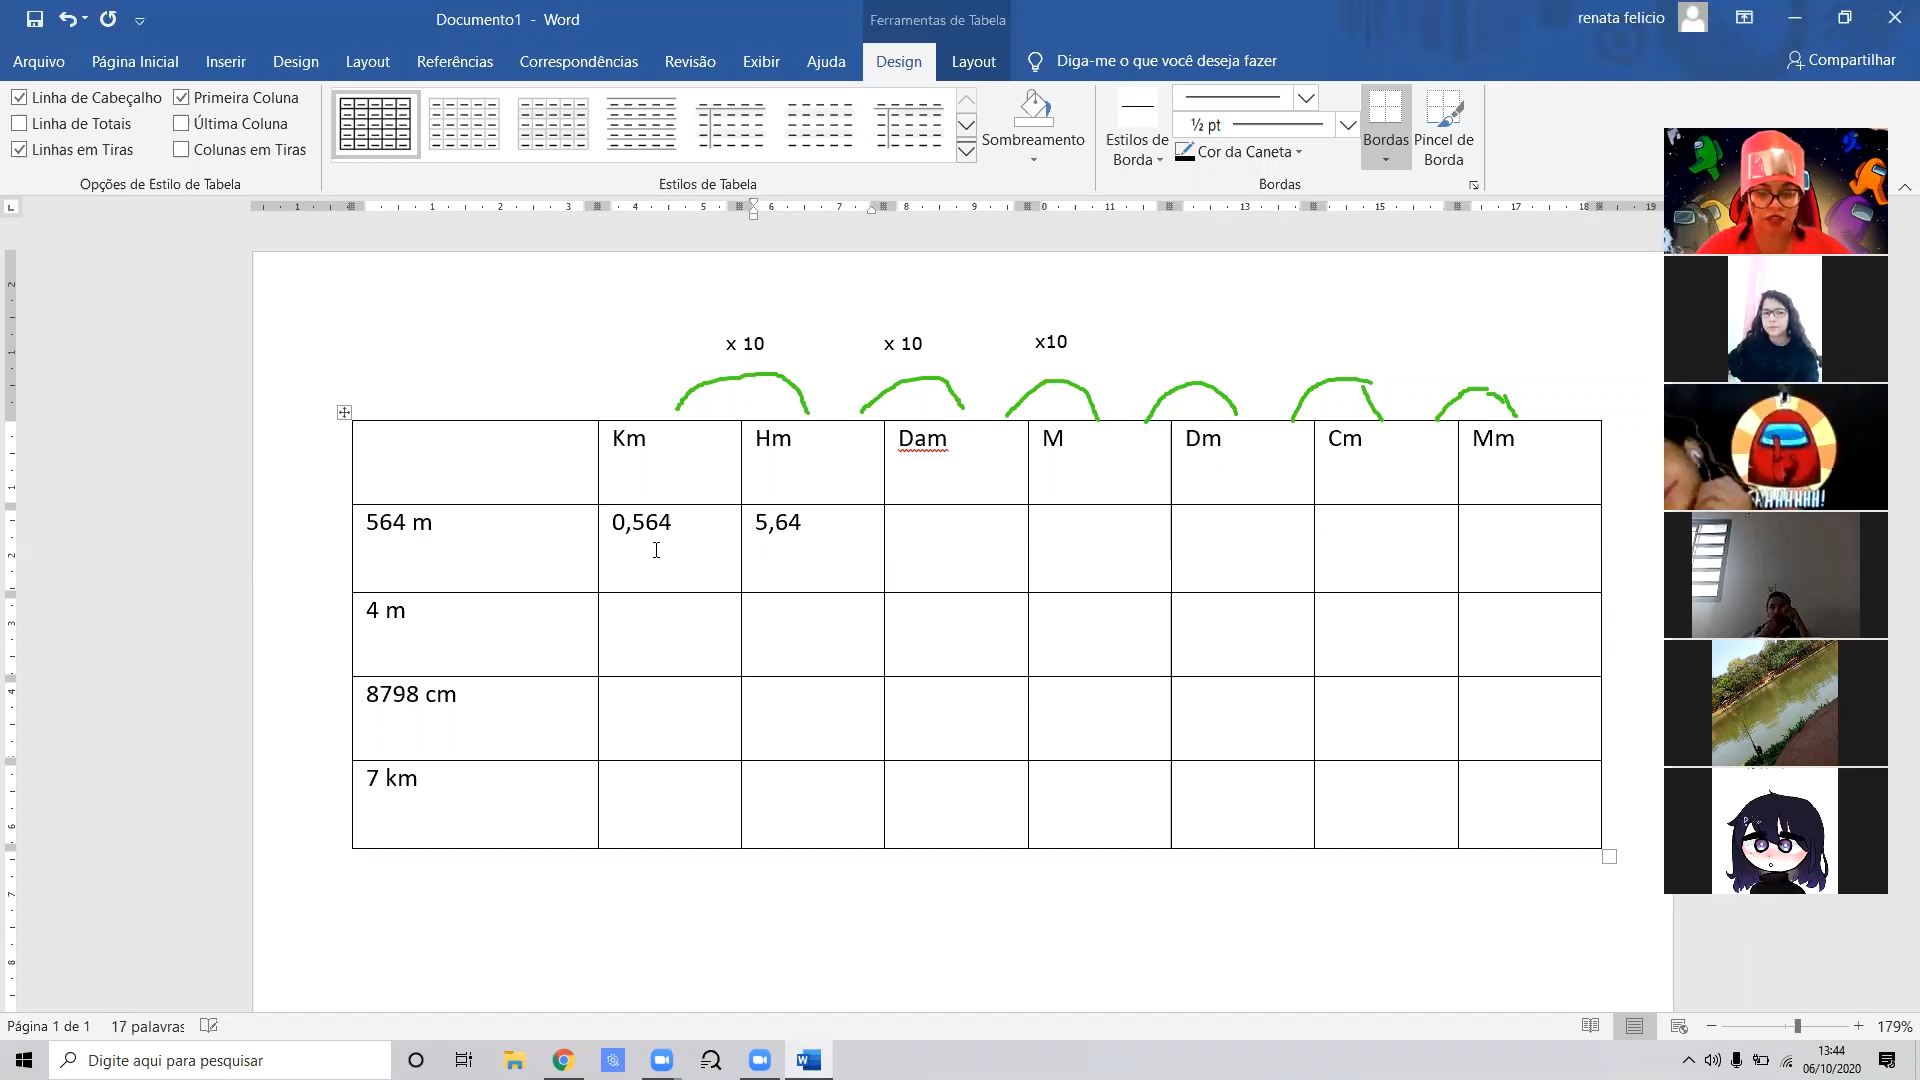 Documento1 - Word
Ferramentas de Tabela
renata felicio
Arquivo
Página Inicial
Inserir
Design
Layout
Referências
Correspondências
Revisão
Exibir
Ajuda
Design
Layout
Diga-me o que você deseja fazer
Compartilhar
Linha de Cabeçalho
Primeira Coluna
Linha de Totais
Última Coluna
Linhas em Tiras
Colunas em Tiras
Opções de Estilo de Tabela
Estilos de Tabela
Sombreamento
Estilos de Borda
½ pt
Cor da Caneta
Bordas
Pincel de Borda
Bordas
x 10
x 10
x10
Km
Hm
Dam
M
Dm
Cm
Mm
564 m
0,564
5,64
4 m
8798 cm
7 km
Página 1 de 1
17 palavras
179%
Digite aqui para pesquisar
13:44
06/10/2020